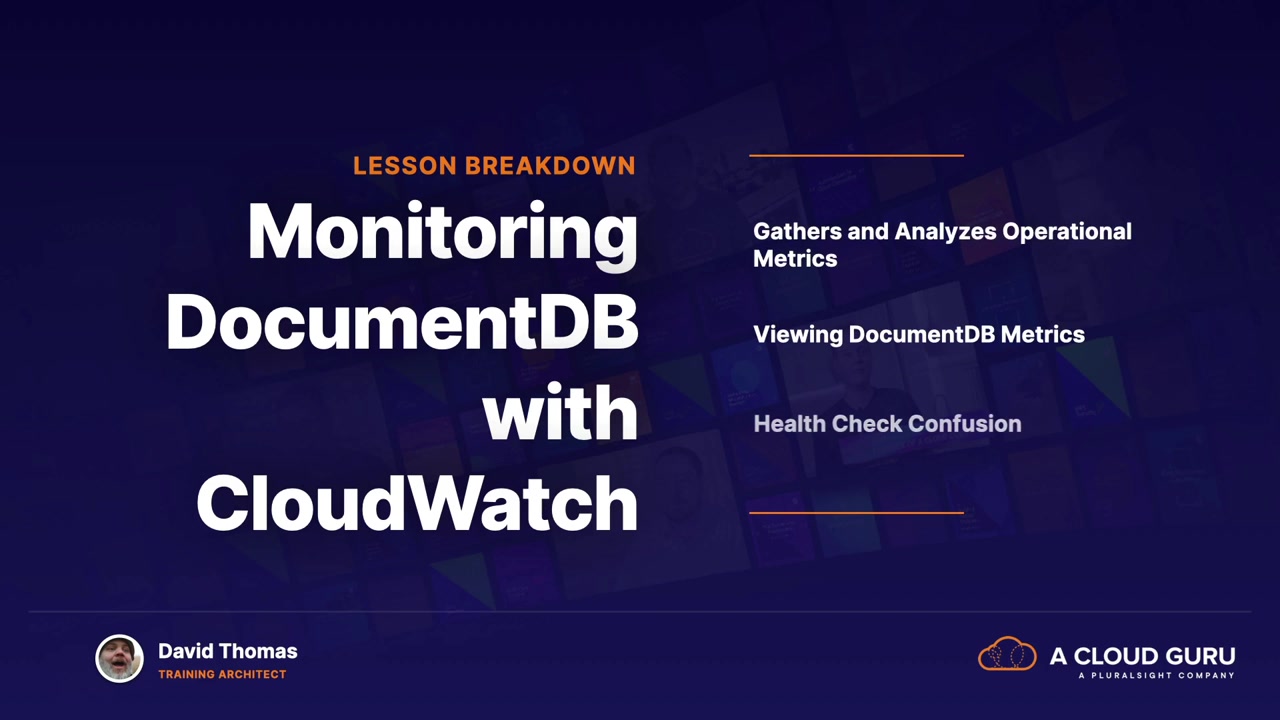 LESSON BREAKDOWN
Monitoring
DocumentDB
with
CloudWatch
Gathers and Analyzes Operational
Metrics
Viewing DocumentDB Metrics
Health Check Confusion
David Thomas
TRAINING ARCHITECT
A CLOUD GURU
A PLURALSIGHT COMPANY